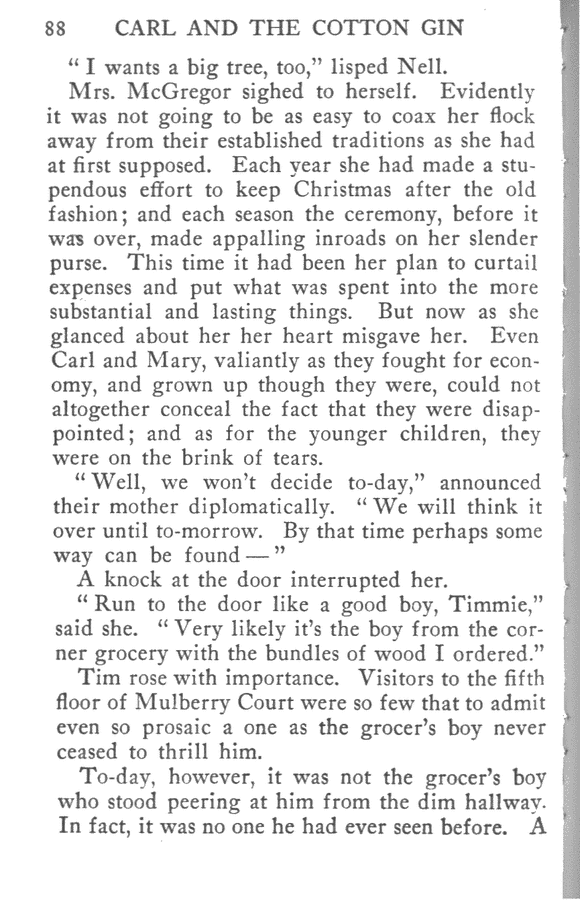 88 CARL AND THE COTTON GIN
“ I wants a big tree, too,” lisped Nell.
Mrs. McGregor sighed to herself. Evidently
it was not going to be as easy to coax her flock
away from their established traditions as she had
at first supposed. Each year she had made a stu-
pendous effort to keep Christmas after the old
fashion; and each season the ceremony, before it
was over, made appalling inroads on her slender
purse. This time it had been her plan to curtail
expenses and put what was spent into the more
substantial and lasting things. But now as she
glanced about her her heart misgave her. Even
Carl and Mary, valiantly as they fought for econ-
omy, and grown up though they were, could not
altogether conceal the fact that they were disap-
pointed; and as for the younger children, they
were on the brink of tears.
“ Well, we won’t decide to-day,” announced
their mother diplomatically. “ We will think it
over until to-morrow. By that time perhaps some
way can be found — ”
A knock at the door interrupted her.
“ Run to the door like a good boy, Timmie,”
said she. “ Very likely it’s the boy from the cor-
ner grocery with the bundles of wood I ordered.”
Tim rose with importance. Visitors to the fifth
floor of Mulberry Court were so few that to admit
even so prosaic a one as the grocer’s boy never
ceased to thrill him.
To-day, however, it was not the grocer’s boy
who stood peering at him from the dim hallway.
In fact, it was no one he had ever seen before. A